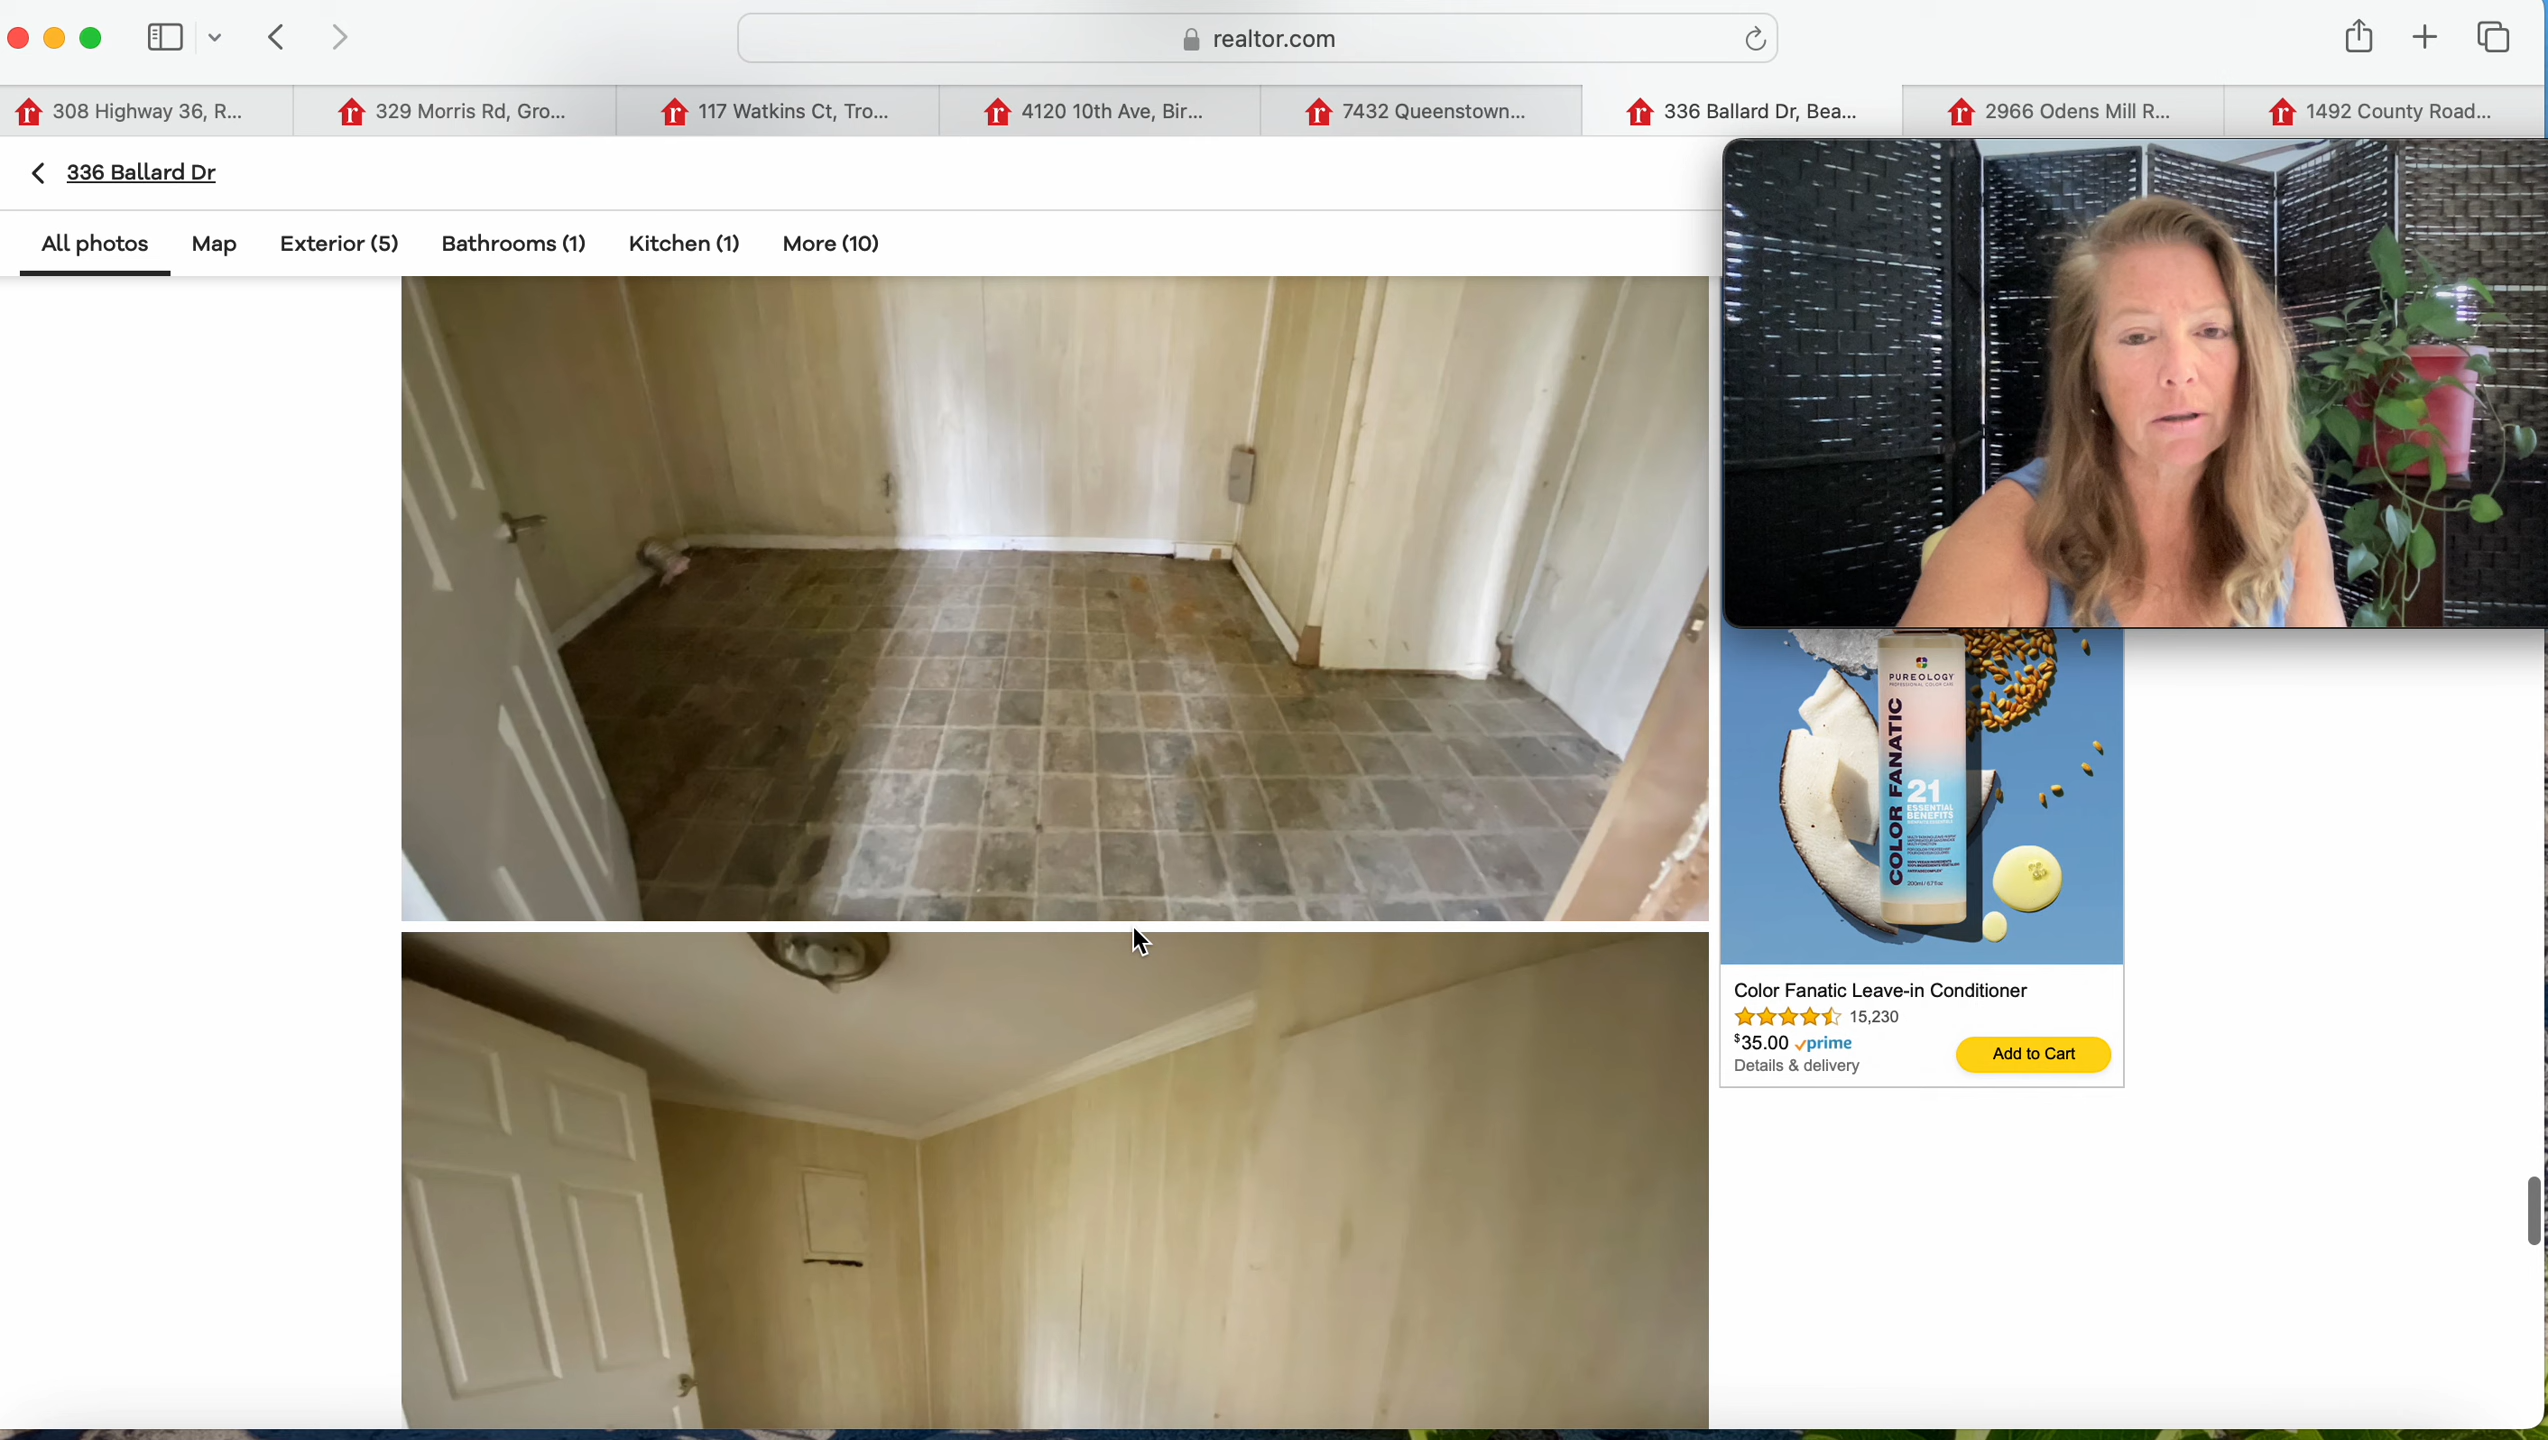 realtor.com
308 Highway 36, R...
329 Morris Rd, Gro...
117 Watkins Ct, Tro...
4120 10th Ave, Bir...
7432 Queenstown...
336 Ballard Dr, Bea...
2966 Odens Mill R...
1492 County Road...
336 Ballard Dr
All photos
Map
Exterior (5)
Bathrooms (1)
Kitchen (1)
More (10)
PUREOLOGY
COLOR FANATIC
21
ESSENTIAL
BENEFITS
Color Fanatic Leave-in Conditioner
15,230
$35.00 prime
Details & delivery
Add to Cart